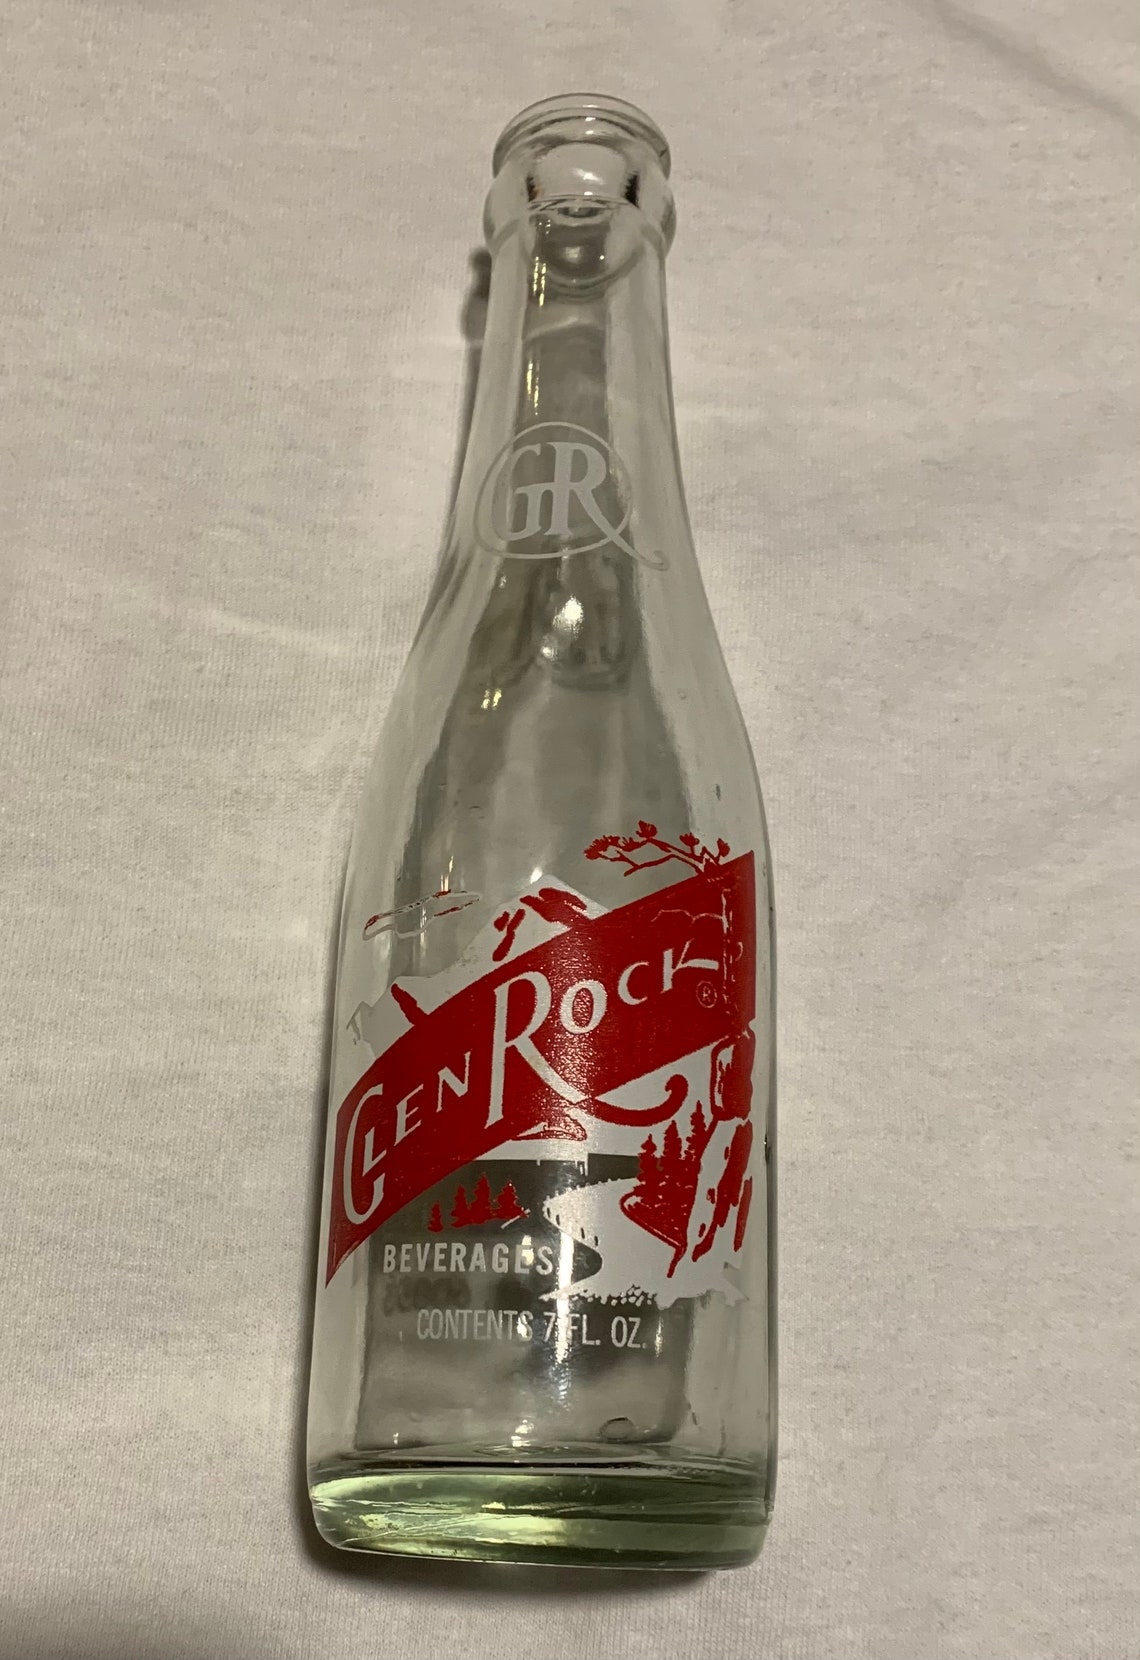 GR
GLEN ROCK ®
BEVERAGES
CONTENTS 7 FL. OZ.